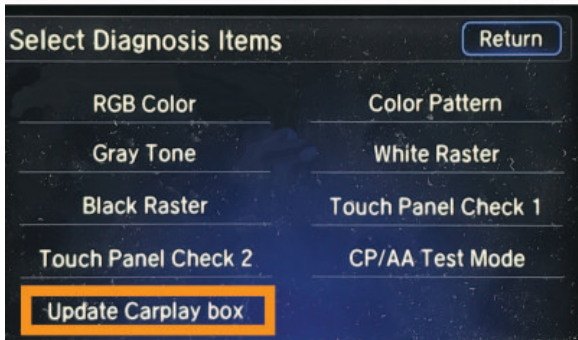 Select Diagnosis Items
Return
RGB Color
Color Pattern
Gray Tone
White Raster
Black Raster
Touch Panel Check 1
Touch Panel Check 2
CP/AA Test Mode
Update Carplay box